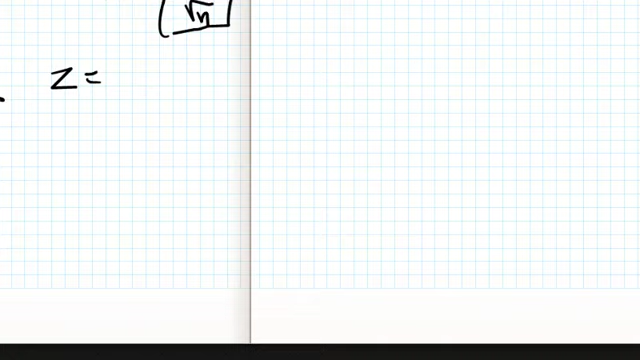 √n
Z =